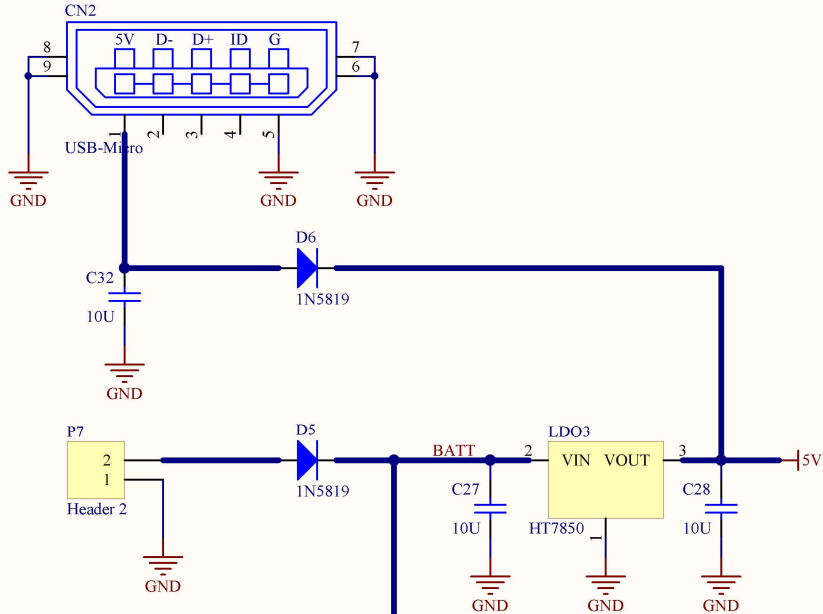 CN2
5V D- D+ ID G
8
9
7
6
1 2 3 4 5
USB-Micro
GND
GND
GND
D6
1N5819
C32
10U
GND
P7
2
1
Header 2
GND
D5
1N5819
BATT
2
LDO3
VIN VOUT
3
5V
C27
10U
HT7850
1
C28
10U
GND
GND
GND